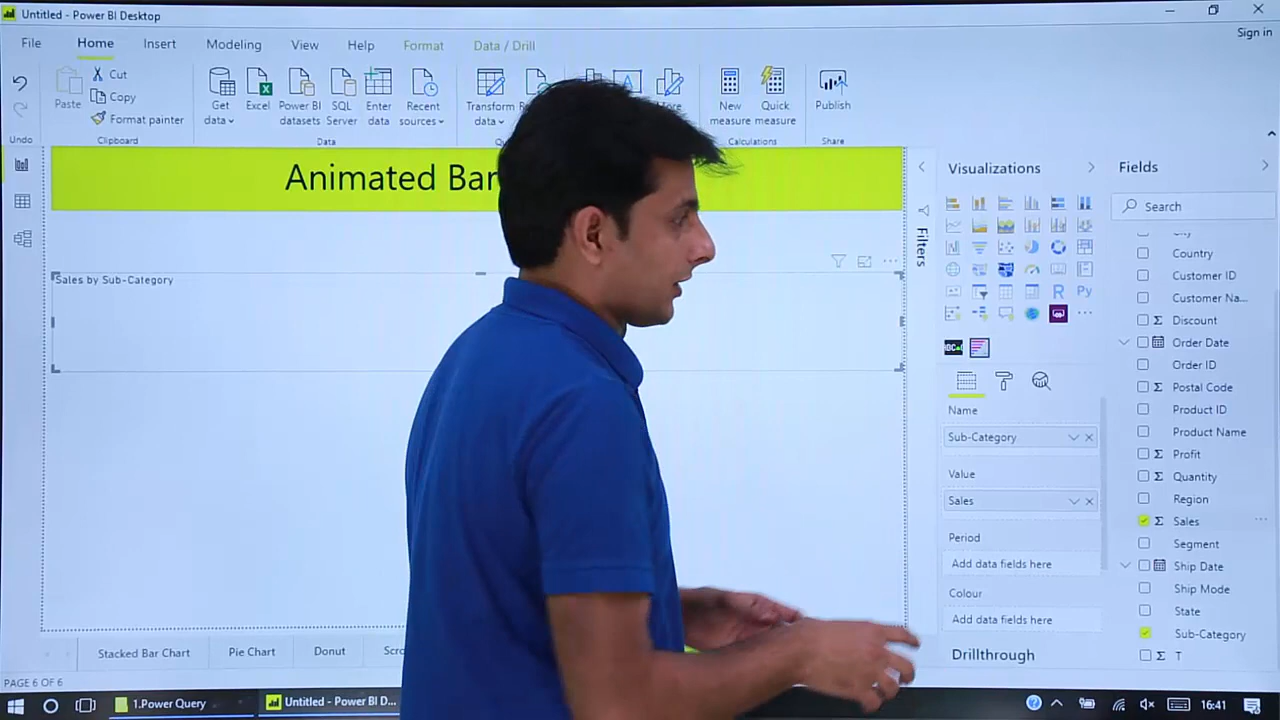 Untitled - Power BI Desktop
Sign in
File Home Insert Modeling View Help Format Data / Drill
Paste
Cut
Copy
Format painter
Get data
Excel
Power BI datasets
SQL Server
Enter data
Recent sources
Transform data
New measure
Quick measure
Publish
Undo
Clipboard
Data
Calculations
Share
Animated Bar
Sales by Sub-Category
Filters
Visualizations
R
Py
Name
Sub-Category
Value
Sales
Period
Add data fields here
Colour
Add data fields here
Drillthrough
Fields
Search
Country
Customer ID
Customer Na...
Discount
Order Date
Order ID
Postal Code
Product ID
Product Name
Profit
Quantity
Region
Sales
Segment
Ship Date
Ship Mode
State
Sub-Category
T
Stacked Bar Chart Pie Chart Donut
PAGE 6 OF 6
1.Power Query
Untitled - Power BI D...
16:41